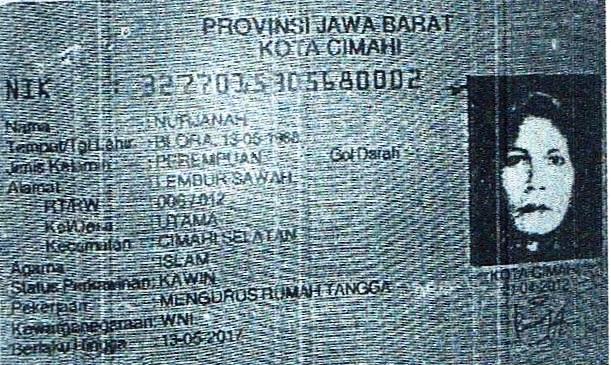 PROVINSI JAWA BARAT
KOTA CIMAHI
NIK : 3277015305680002
Nama : NURJANAH
Tempat/Tgl Lahir : BLORA, 13-05-1968
Jenis Kelamin : PEREMPUAN Gol Darah :
Alamat : LEMBUR SAWAH
RT/RW : 006 / 012
Kel/Desa : UTAMA
Kecamatan : CIMAHI SELATAN
Agama : ISLAM
Status Perkawinan: KAWIN
Pekerjaan : MENGURUS RUMAH TANGGA
Kewarganegaraan: WNI
Berlaku Hingga : 13-05-2017
KOTA CIMAHI
04-2012